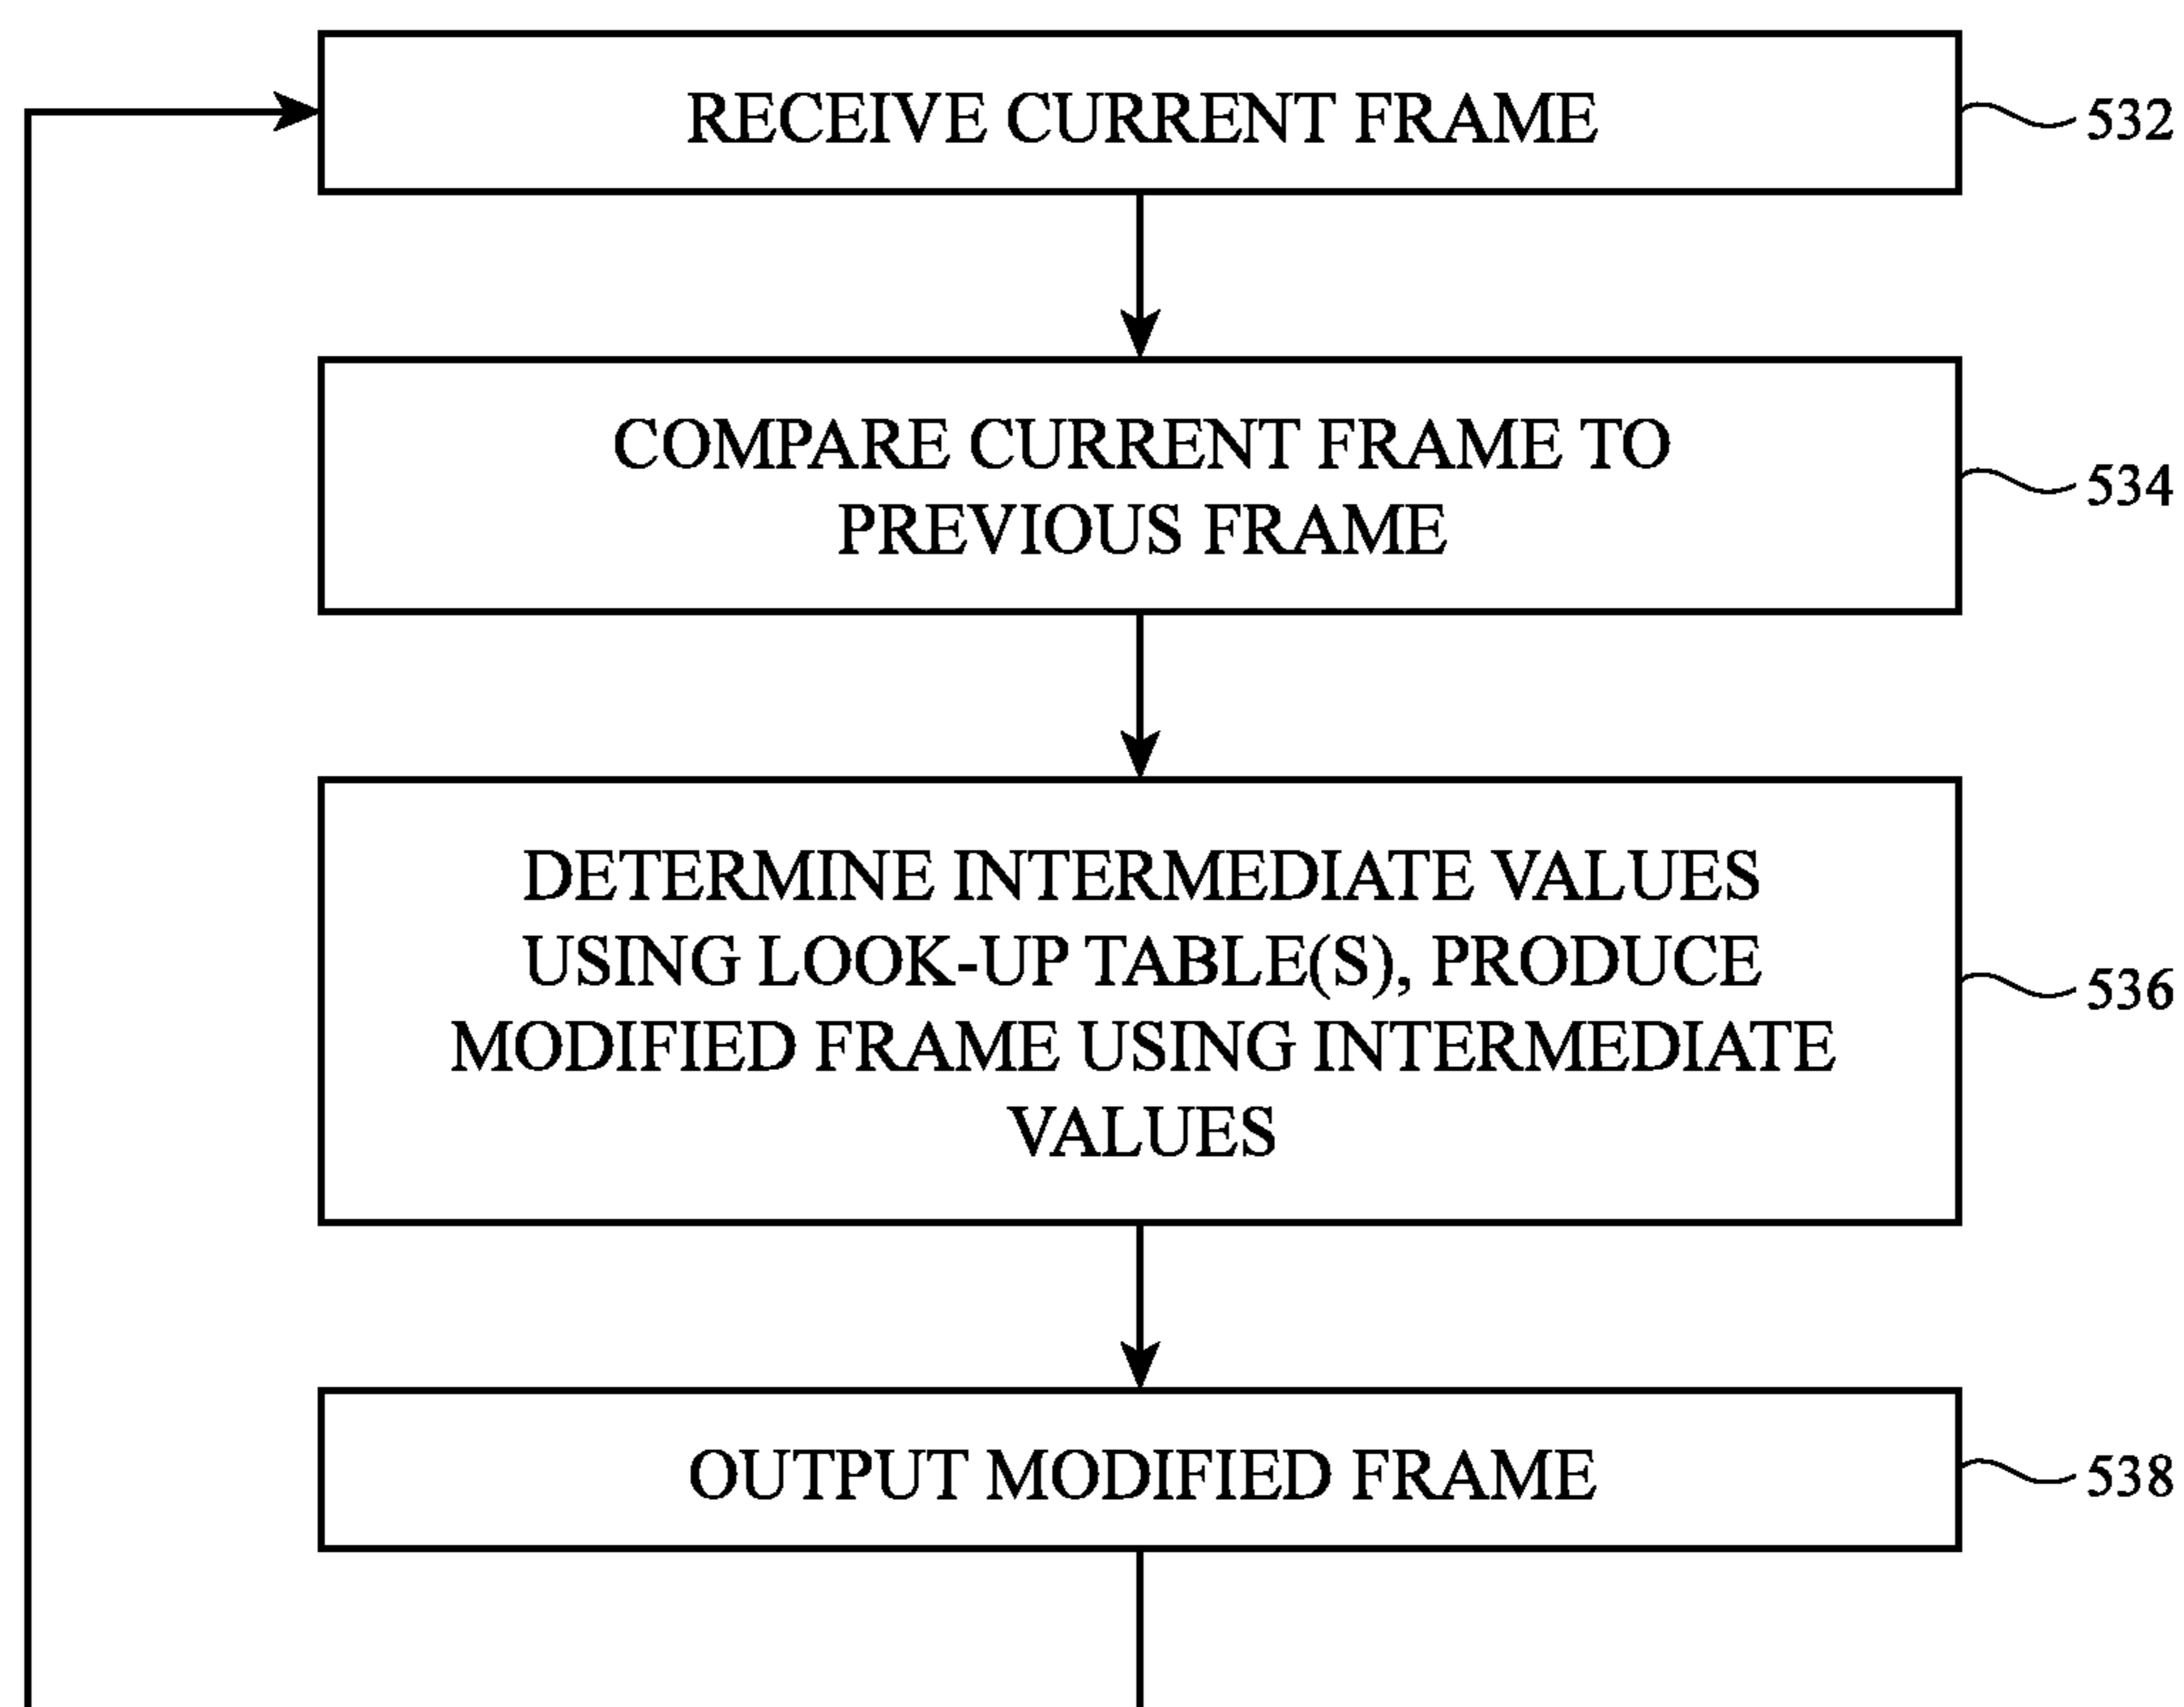 RECEIVE CURRENT FRAME
532
COMPARE CURRENT FRAME TO
PREVIOUS FRAME
534
DETERMINE INTERMEDIATE VALUES
USING LOOK-UP TABLE(S), PRODUCE
MODIFIED FRAME USING INTERMEDIATE
VALUES
536
OUTPUT MODIFIED FRAME
538